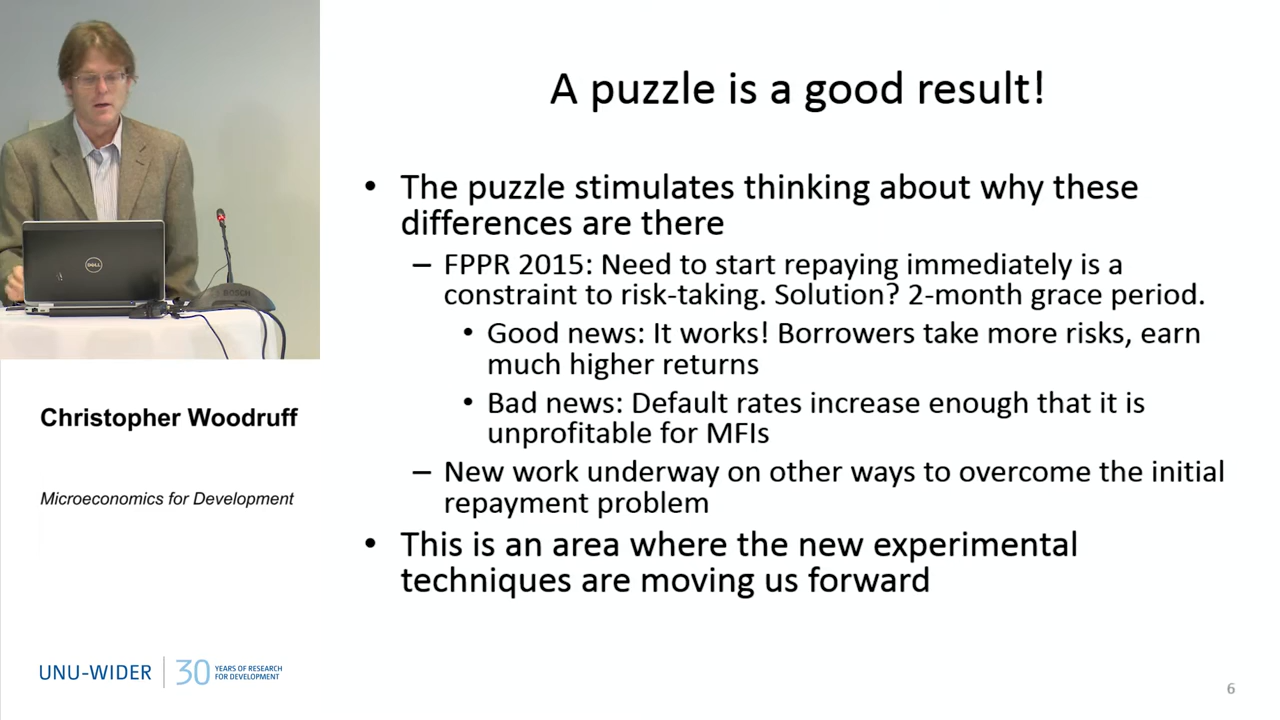 A puzzle is a good result!
• The puzzle stimulates thinking about why these
differences are there
– FPPR 2015: Need to start repaying immediately is a
constraint to risk-taking. Solution? 2-month grace period.
• Good news: It works! Borrowers take more risks, earn
much higher returns
• Bad news: Default rates increase enough that it is
unprofitable for MFIs
– New work underway on other ways to overcome the initial
repayment problem
• This is an area where the new experimental
techniques are moving us forward
DELL
BOSCH
Christopher Woodruff
Microeconomics for Development
UNU-WIDER
30 YEARS OF RESEARCH
FOR DEVELOPMENT
6